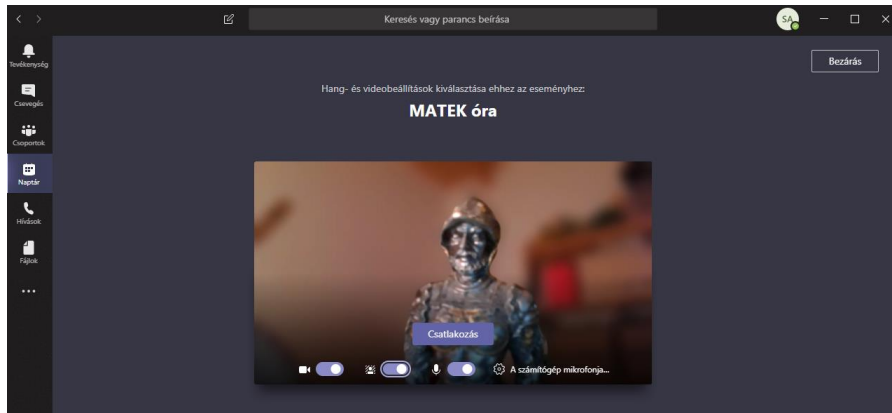 Keresés vagy parancs beírása
SA
Tevékenység
Bezárás
Csevegés
Hang- és videobeállítások kiválasztása ehhez az eseményhez:
MATEK óra
Csoportok
Naptár
Hívások
Fájlok
Csatlakozás
A számítógép mikrofonja...